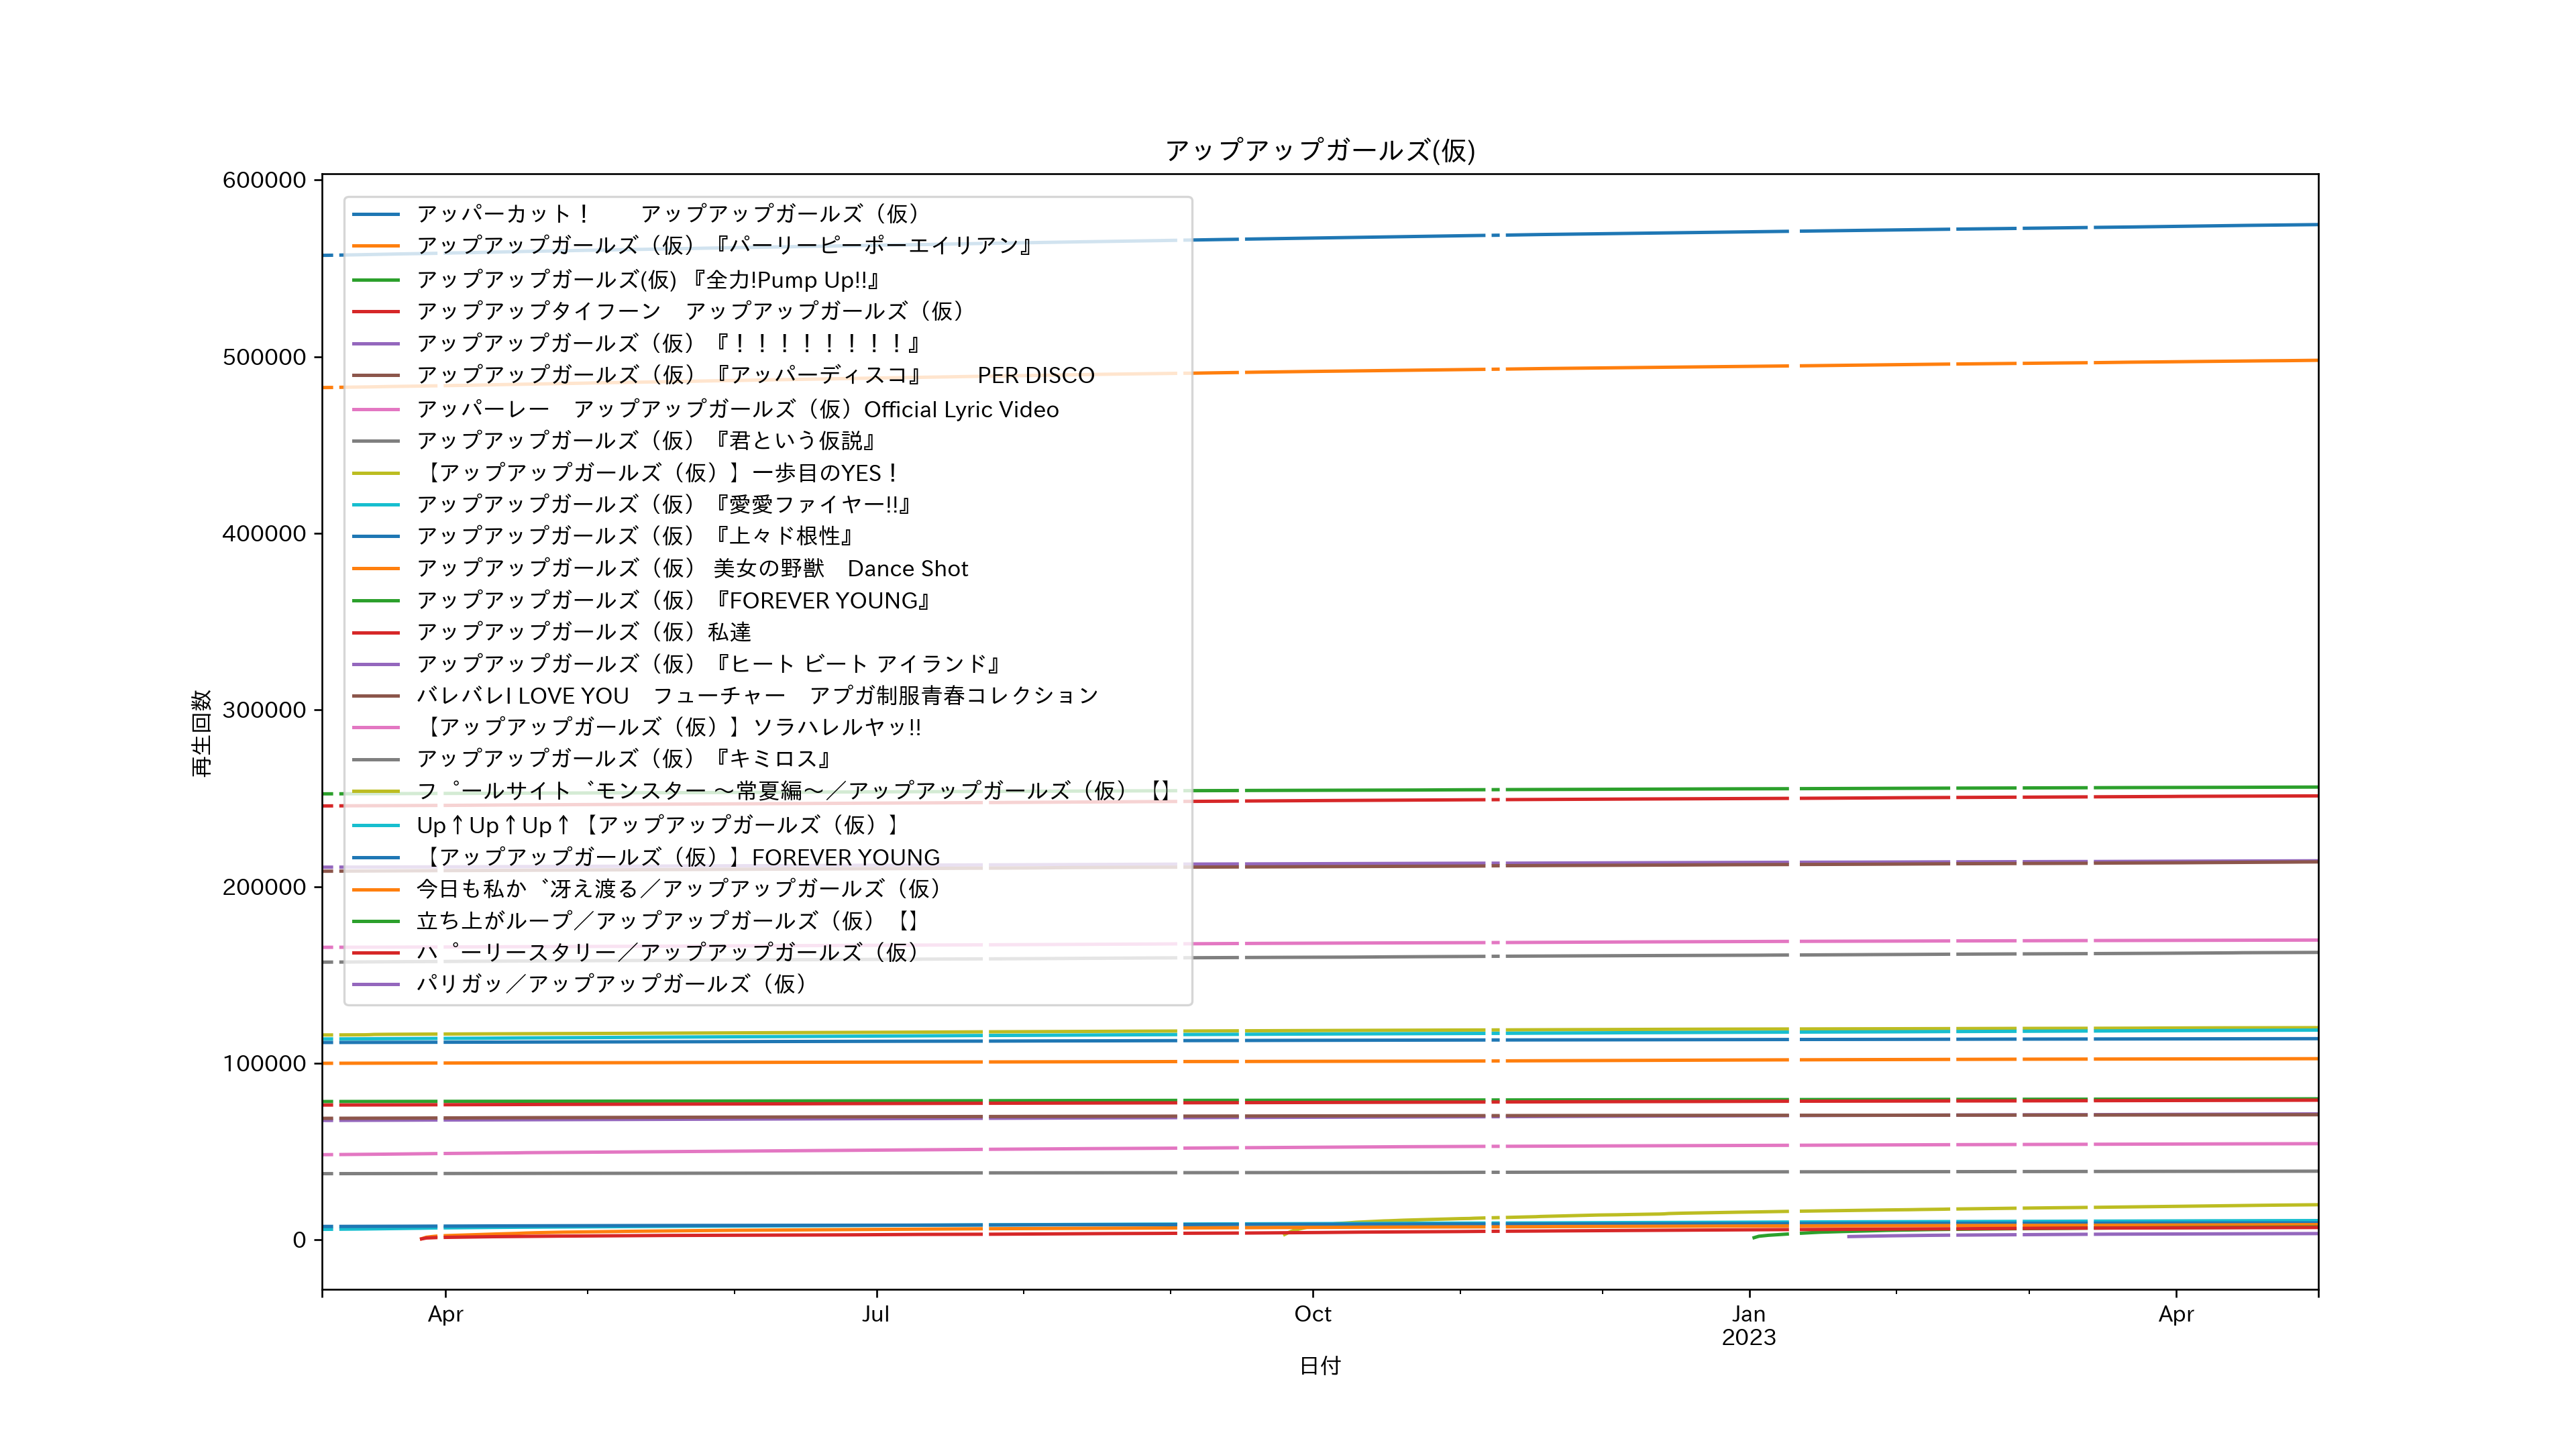 アップアップガールズ(仮)
600000
500000
400000
300000
200000
100000
0
再生回数
アッパーカット！　　アップアップガールズ（仮）
アップアップガールズ（仮）『パーリーピーポーエイリアン』
アップアップガールズ(仮) 『全力!Pump Up!!』
アップアップタイフーン　アップアップガールズ（仮）
アップアップガールズ（仮）『！！！！！！！！』
アップアップガールズ（仮）『アッパーディスコ』　　PER DISCO
アッパーレー　アップアップガールズ（仮）Official Lyric Video
アップアップガールズ（仮）『君という仮説』
【アップアップガールズ（仮）】一歩目のYES！
アップアップガールズ（仮）『愛愛ファイヤー!!』
アップアップガールズ（仮）『上々ド根性』
アップアップガールズ（仮） 美女の野獣　Dance Shot
アップアップガールズ（仮）『FOREVER YOUNG』
アップアップガールズ（仮）私達
アップアップガールズ（仮）『ヒート ビート アイランド』
バレバレI LOVE YOU　フューチャー　アプガ制服青春コレクション
【アップアップガールズ（仮）】ソラハレルヤッ!!
アップアップガールズ（仮）『キミロス』
フ゜ールサイト゛モンスター 〜常夏編〜／アップアップガールズ（仮）【】
Up↑Up↑Up↑【アップアップガールズ（仮）】
【アップアップガールズ（仮）】FOREVER YOUNG
今日も私か゛冴え渡る／アップアップガールズ（仮）
立ち上がループ／アップアップガールズ（仮）【】
ハ゜ーリースタリー／アップアップガールズ（仮）
パリガッ／アップアップガールズ（仮）
Apr
Jul
Oct
Jan
2023
Apr
日付